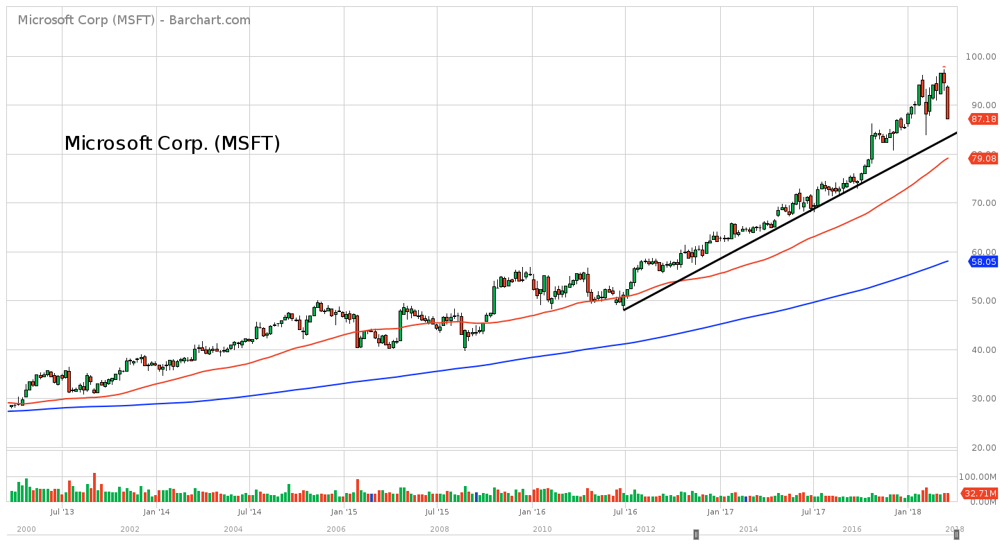 Microsoft Corp (MSFT) - Barchart.com
100.00
90.00
87.18
Microsoft Corp. (MSFT)
80.00
79.08
70.00
60.00
58.05
50.00
40.00
30.00
20.00
100.00M
32.71M
0.00M
Jul '13 Jan '14 Jul '14 Jan '15 Jul '15 Jan '16 Jul '16 Jan '17 Jul '17 Jan '18
2000 2002 2004 2006 2008 2010 2012 2014 2016 2018